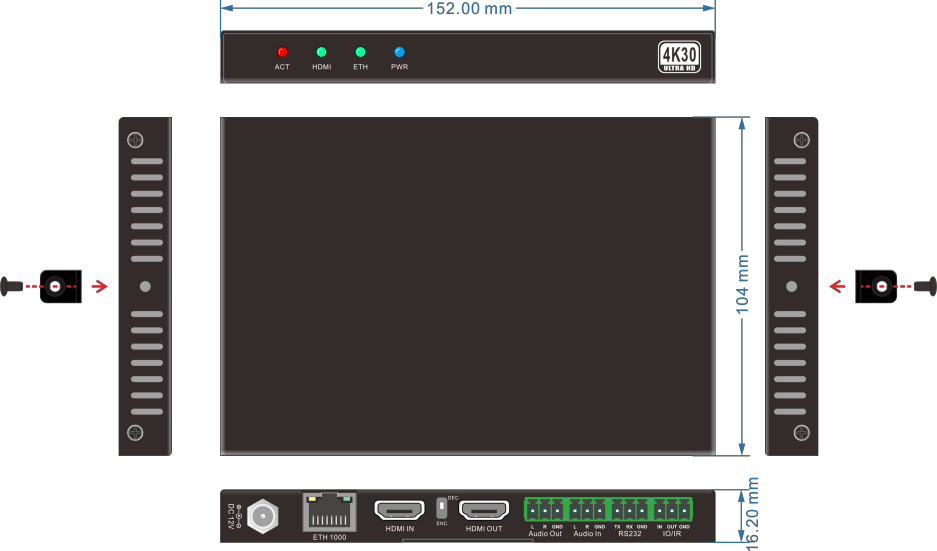 152.00 mm
ACT HDMI ETH PWR
4K30
ULTRA HD
104 mm
16.20 mm
DC 12V
ETH 1000
HDMI IN
DEC
ENC
HDMI OUT
L R GND L R GND TX RX GND IN OUT GND
Audio Out Audio In RS232 IO/IR